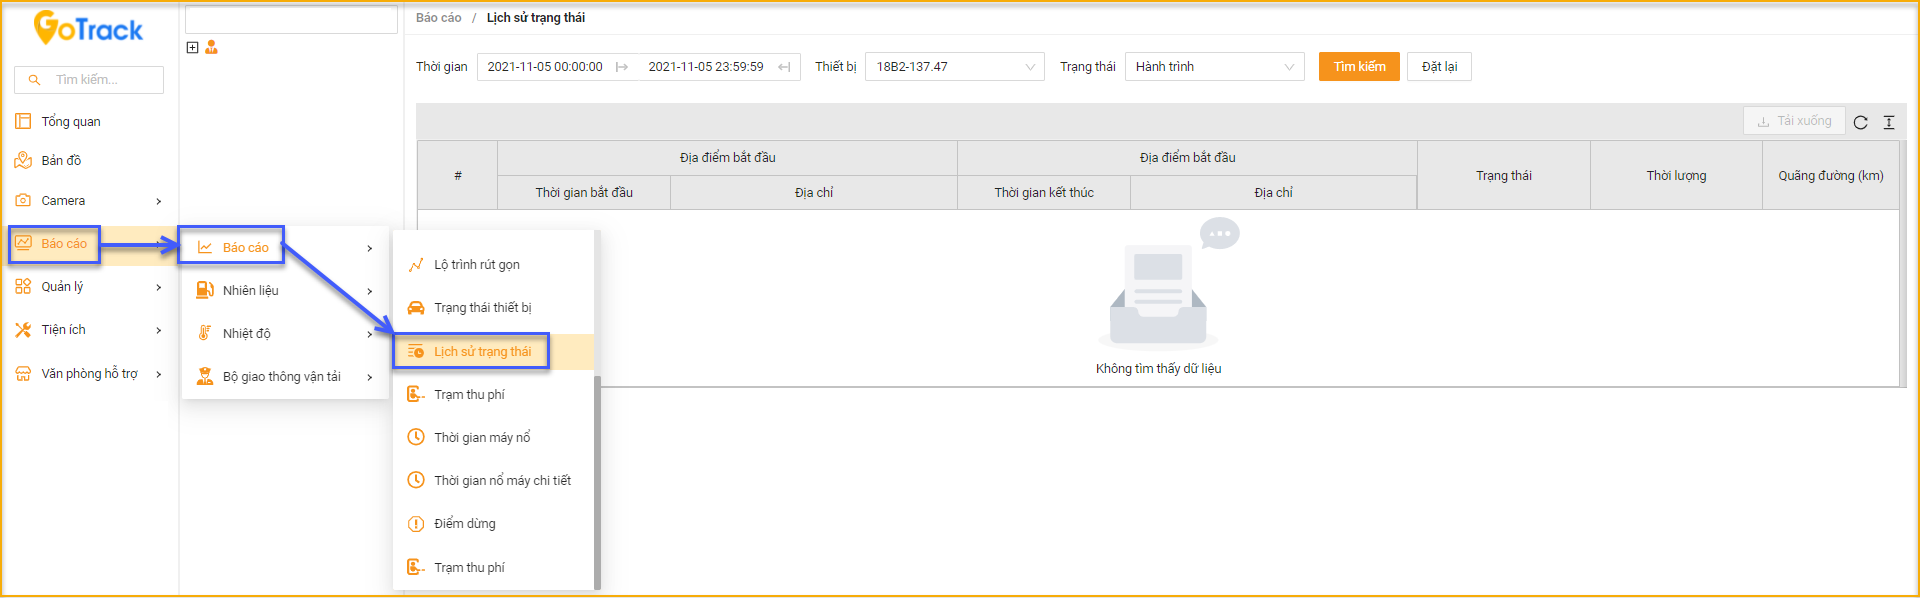 GoTrack
Tìm kiếm...
Tổng quan
Bản đồ
Camera
Báo cáo
Quản lý
Tiện ích
Văn phòng hỗ trợ
Báo cáo
Nhiên liệu
Nhiệt độ
Bộ giao thông vận tải
Lộ trình rút gọn
Trạng thái thiết bị
Lịch sử trạng thái
Trạm thu phí
Thời gian máy nổ
Thời gian nổ máy chi tiết
Điểm dừng
Trạm thu phí
Báo cáo / Lịch sử trạng thái
Thời gian 2021-11-05 00:00:00 2021-11-05 23:59:59 Thiết bị 18B2-137.47 Trạng thái Hành trình Tìm kiếm Đặt lại
Tải xuống
# Địa điểm bắt đầu Địa điểm bắt đầu Trạng thái Thời lượng Quãng đường (km)
Thời gian bắt đầu Địa chỉ Thời gian kết thúc Địa chỉ
Không tìm thấy dữ liệu